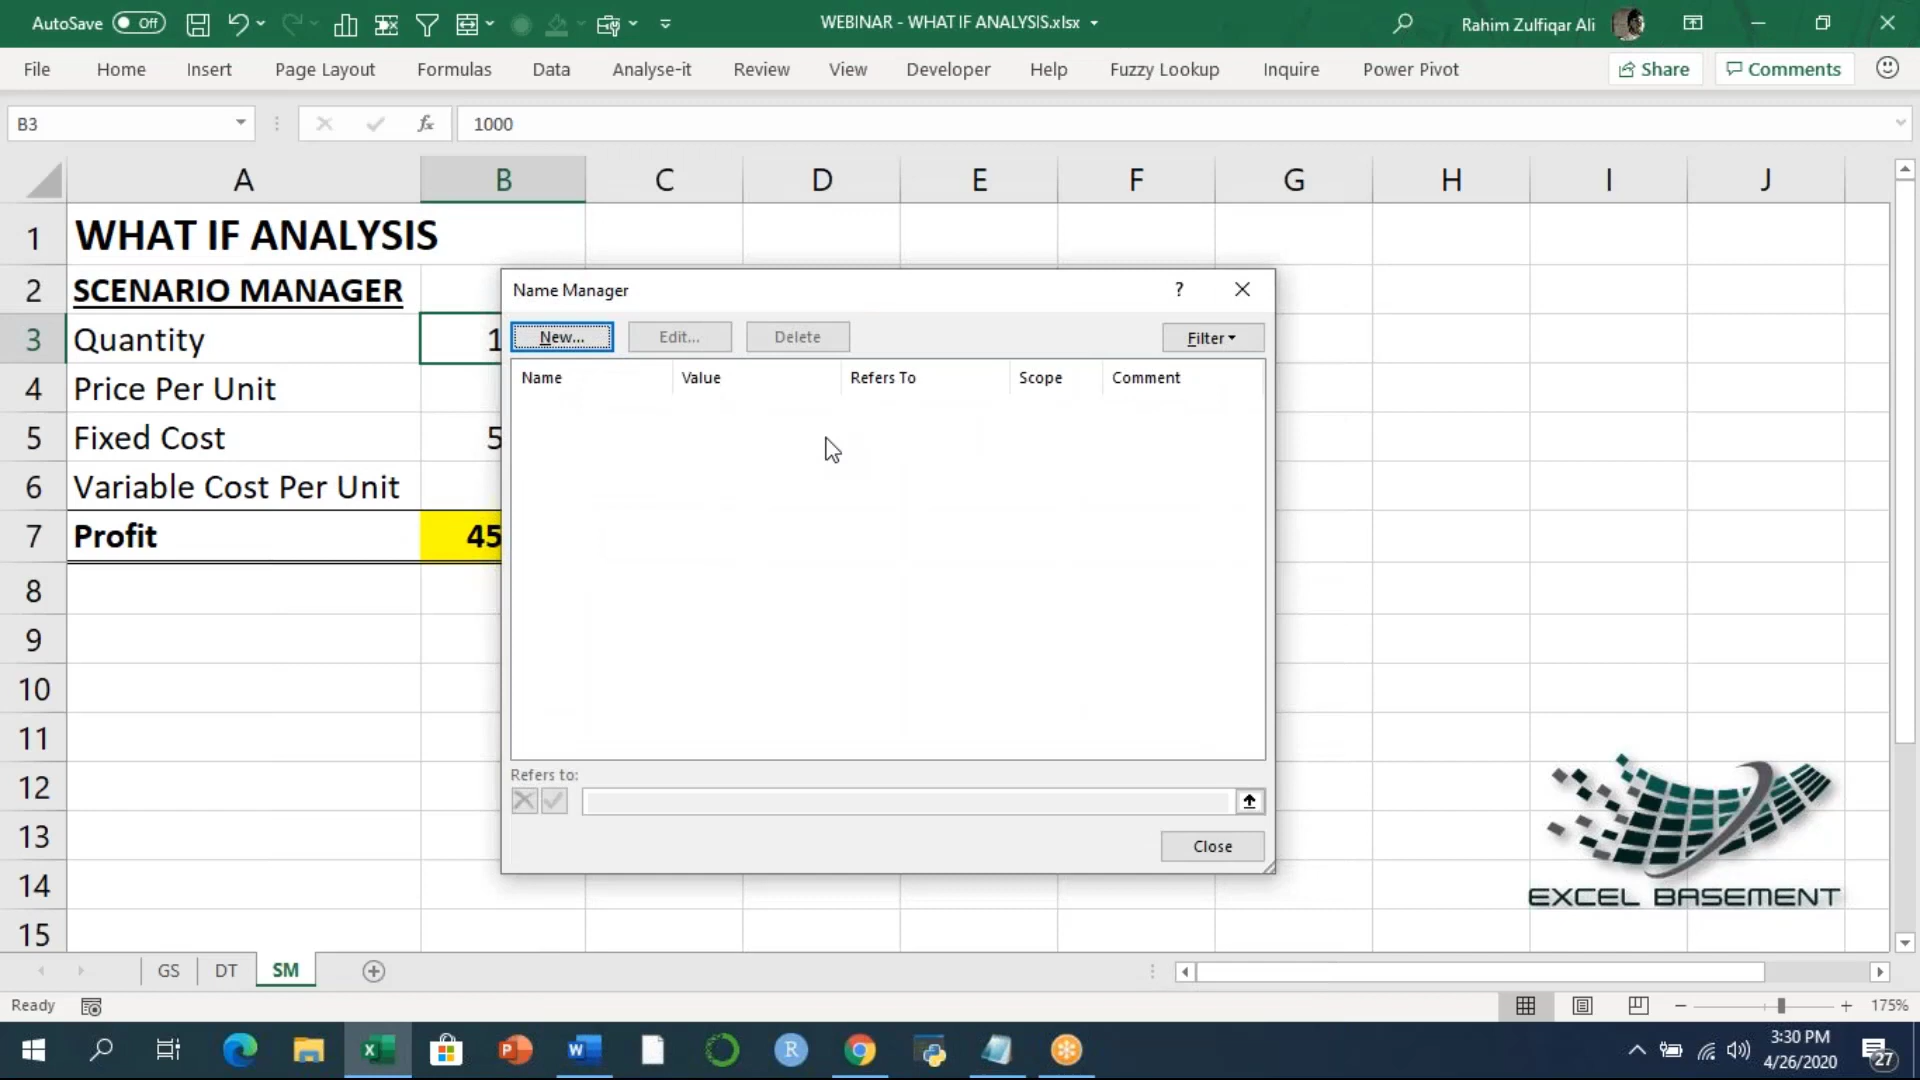 AutoSave Off
WEBINAR - WHAT IF ANALYSIS.xlsx
Rahim Zulfiqar Ali
File Home Insert Page Layout Formulas Data Analyse-it Review View Developer Help Fuzzy Lookup Inquire Power Pivot Share Comments
B3 fx 1000
A B C D E F G H I J
1 WHAT IF ANALYSIS
2 SCENARIO MANAGER
Name Manager ?
3 Quantity 1
New... Edit... Delete Filter
Name Value Refers To Scope Comment
4 Price Per Unit
5 Fixed Cost 5
6 Variable Cost Per Unit
7 Profit 45
8
9
10
11
Refers to:
12
13
Close
14
EXCEL BASEMENT
15
GS DT SM
Ready
175%
3:30 PM
4/26/2020
27